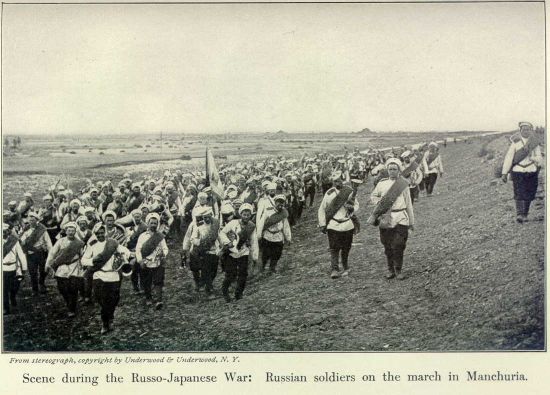 From stereograph, copyright by Underwood & Underwood, N. Y.
Scene during the Russo-Japanese War: Russian soldiers on the march in Manchuria.